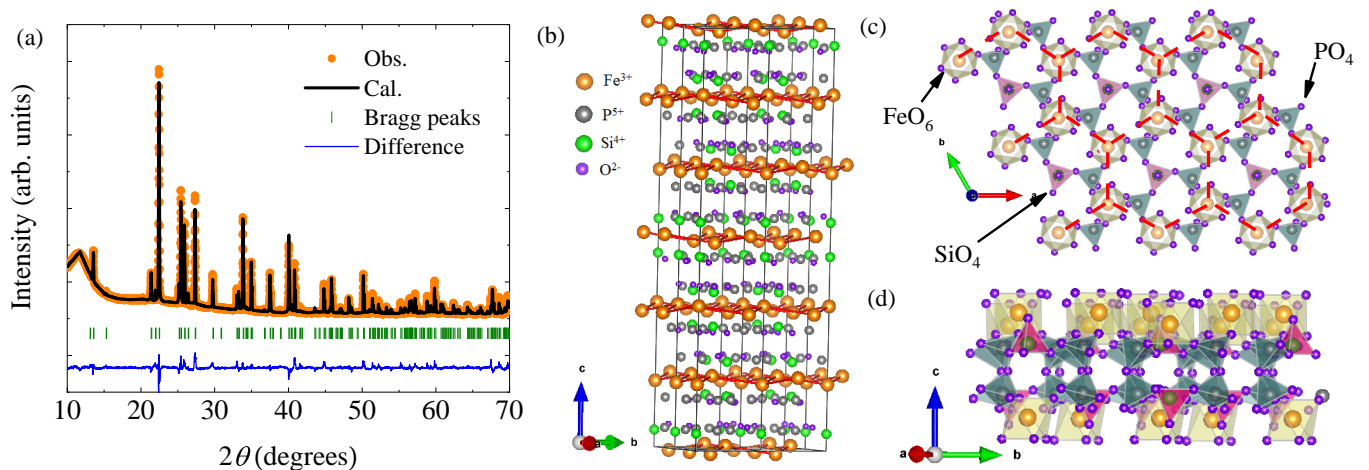 (a)
Intensity (arb. units)
Obs.
Cal.
Bragg peaks
Difference
10 20 30 40 50 60 70
2θ (degrees)
(b)
Fe³⁺
P⁵⁺
Si⁴⁺
O²⁻
c
a
b
(c)
PO₄
FeO₆
b
a
SiO₄
(d)
c
a
b